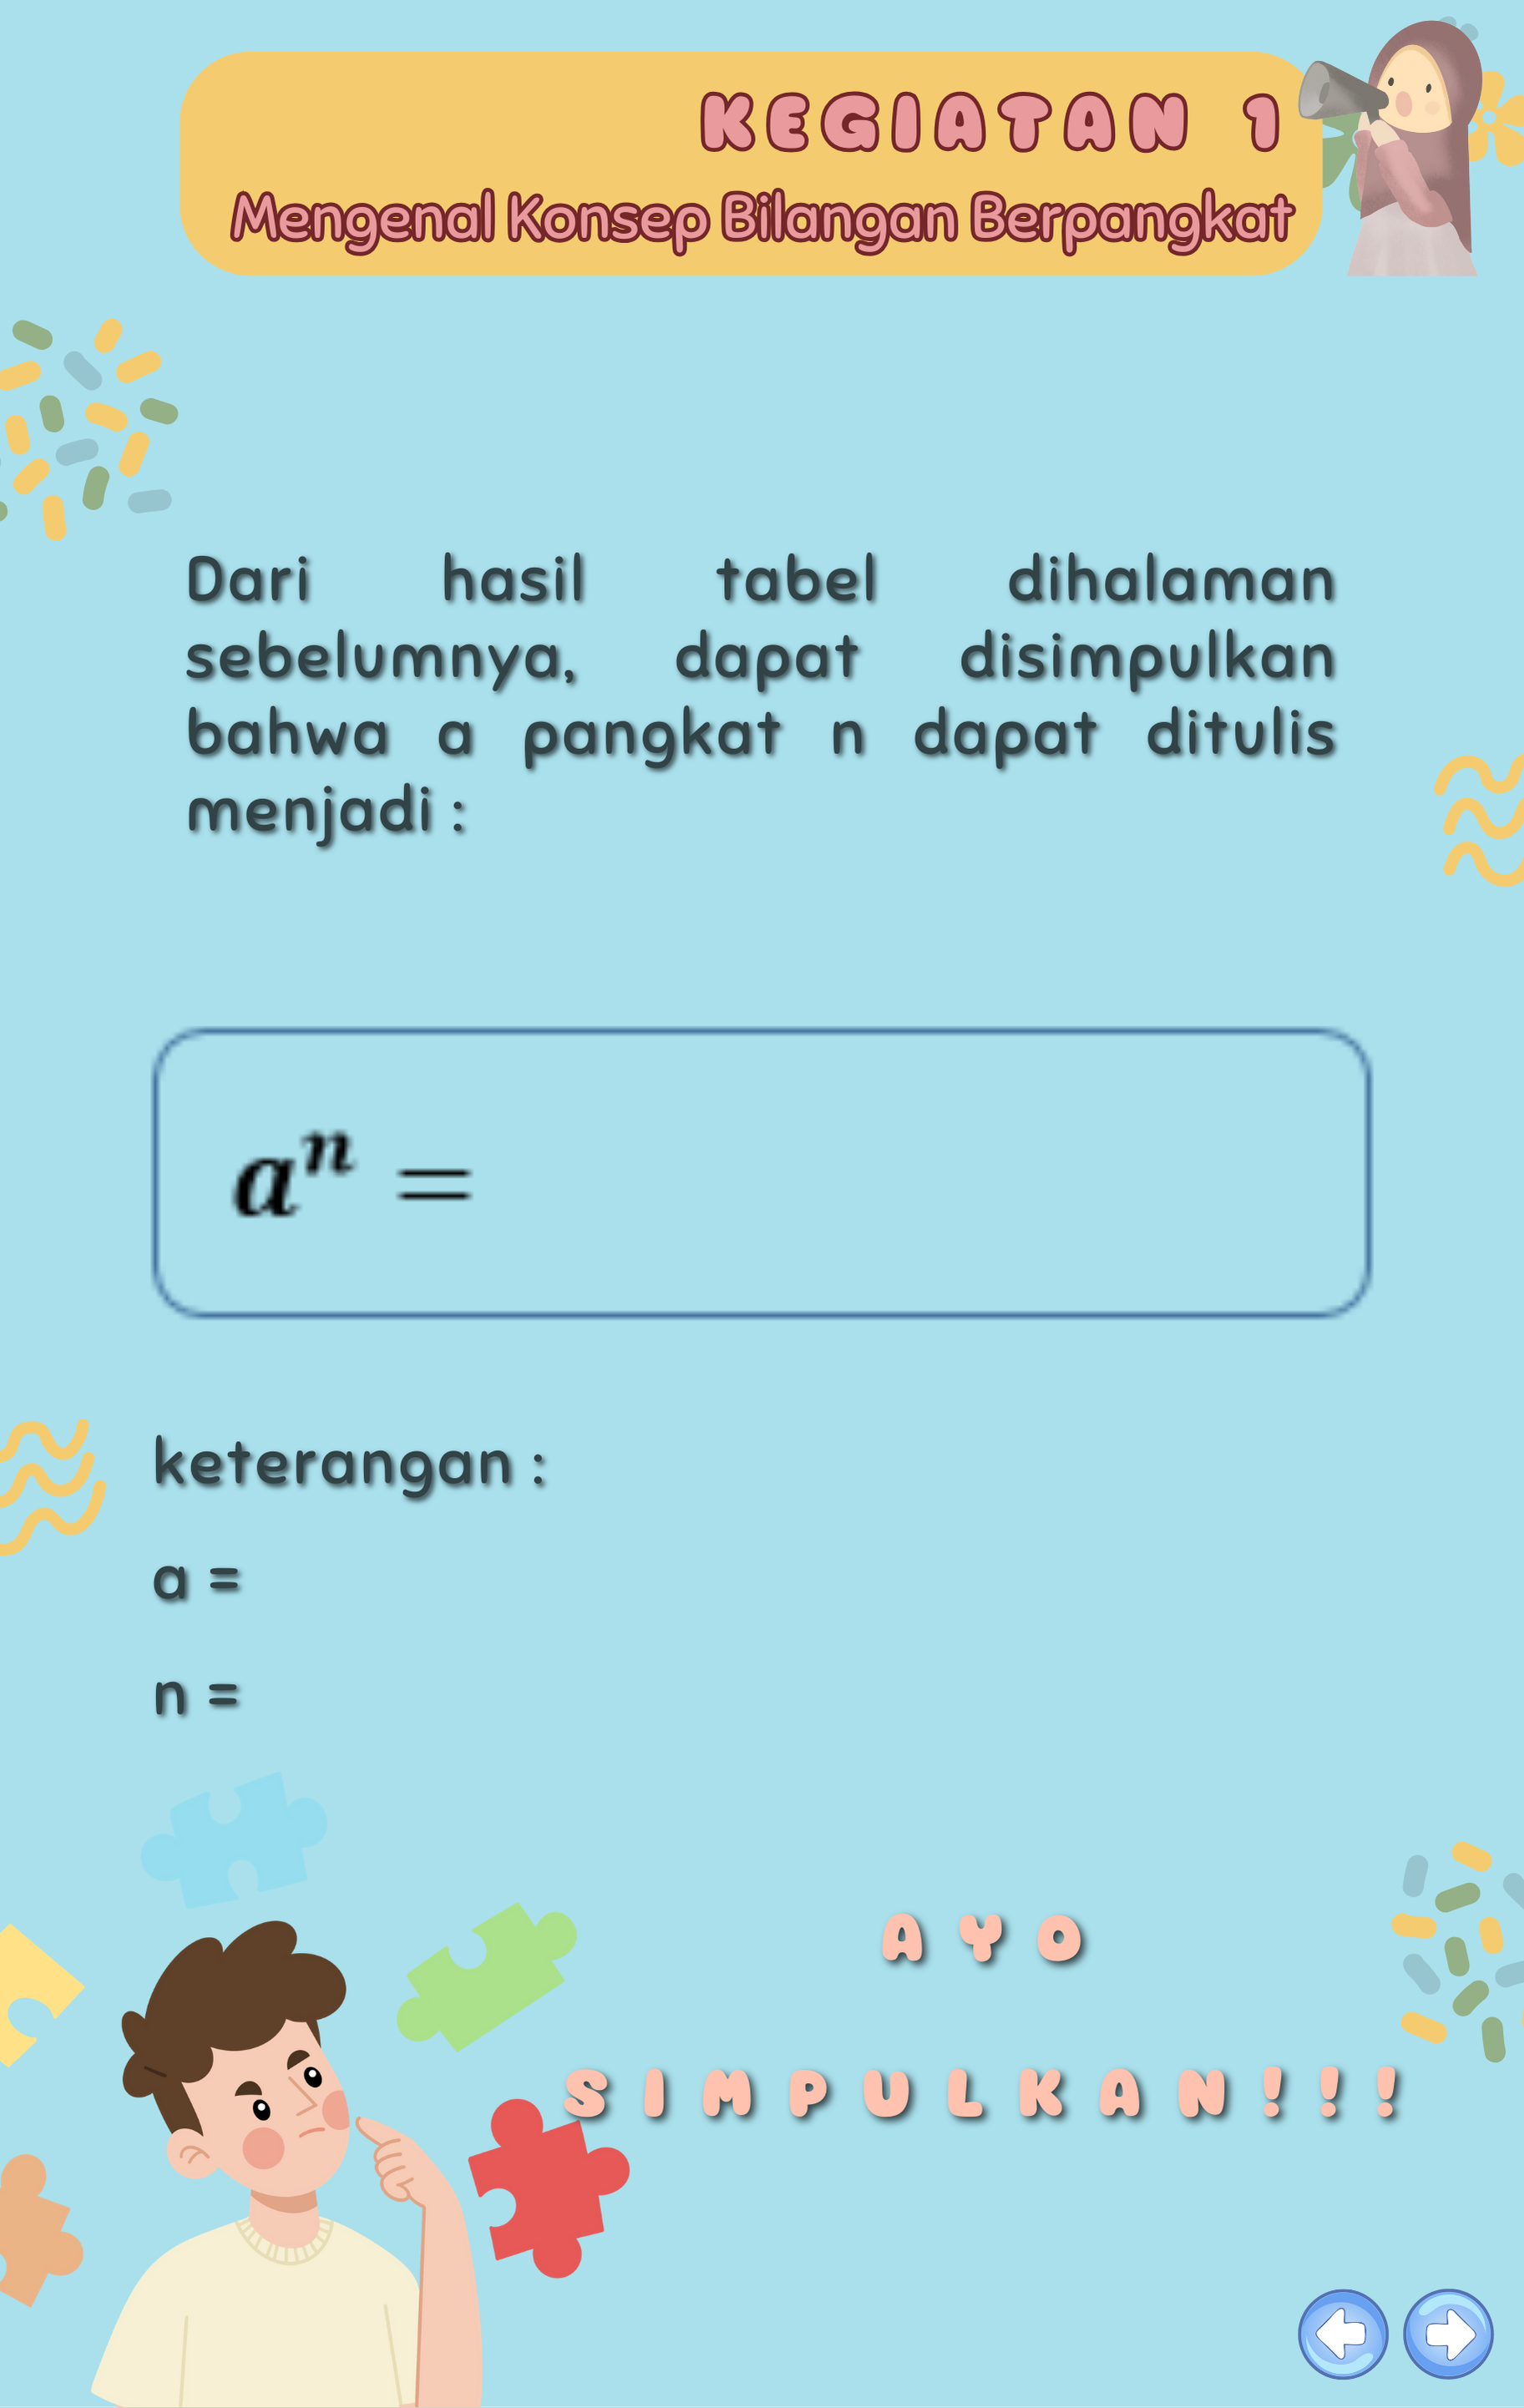 KEGIATAN 1
Mengenal Konsep Bilangan Berpangkat
Dari hasil tabel dihalaman
sebelumnya, dapat disimpulkan
bahwa a pangkat n dapat ditulis
menjadi :
aⁿ =
keterangan :
a =
n =
AYO
SIMPULKAN!!!